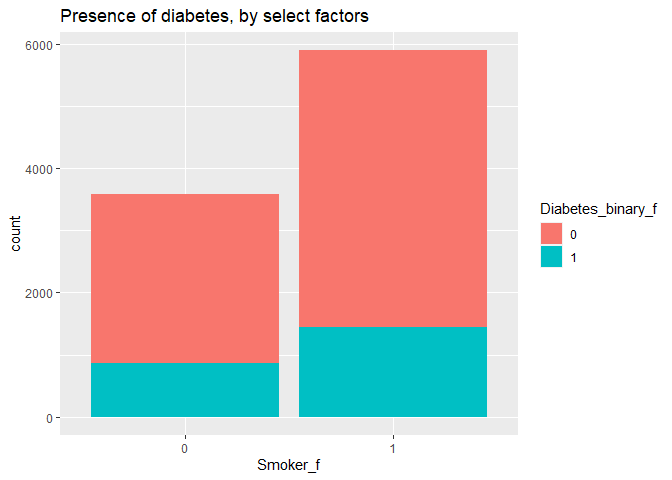 Presence of diabetes, by select factors
6000
4000
2000
0
count
0
1
Smoker_f
Diabetes_binary_f
0
1